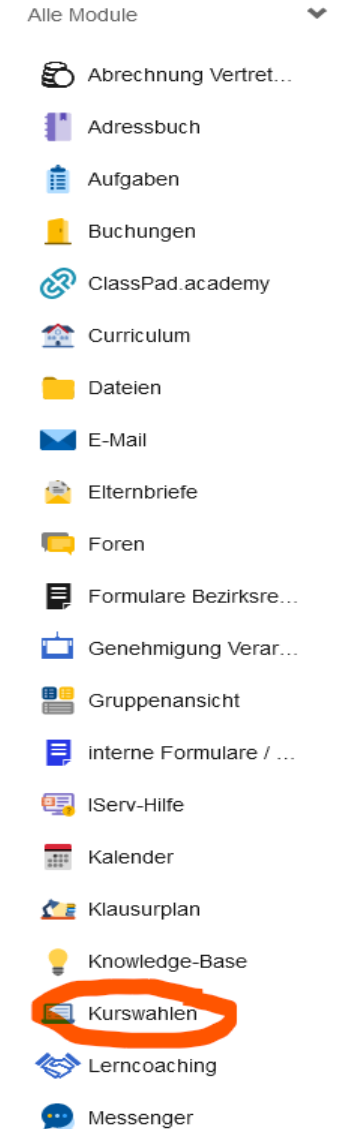 Alle Module
Abrechnung Vertret...
Adressbuch
Aufgaben
Buchungen
ClassPad.academy
Curriculum
Dateien
E-Mail
Elternbriefe
Foren
Formulare Bezirksre...
Genehmigung Verar...
Gruppenansicht
interne Formulare / ...
IServ-Hilfe
Kalender
Klausurplan
Knowledge-Base
Kurswahlen
Lerncoaching
Messenger